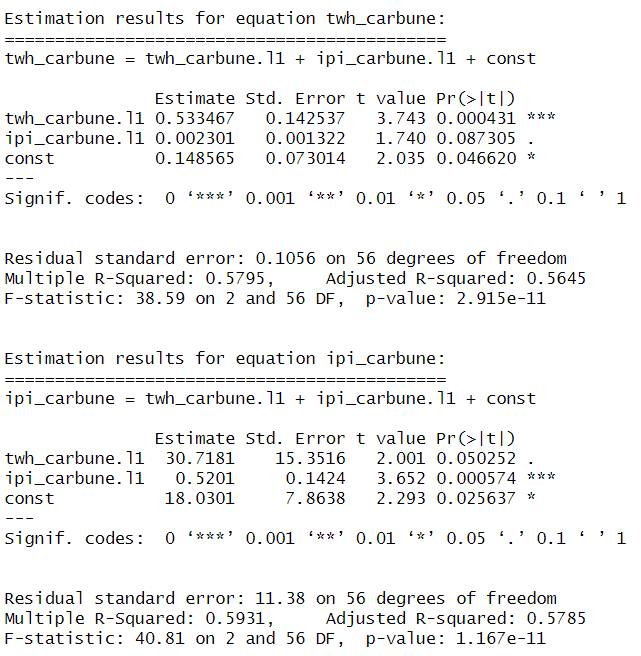 Estimation results for equation twh_carbune:
============================================
twh_carbune = twh_carbune.l1 + ipi_carbune.l1 + const
Estimate Std. Error t value Pr(>|t|)
twh_carbune.l1 0.533467 0.142537 3.743 0.000431 ***
ipi_carbune.l1 0.002301 0.001322 1.740 0.087305 .
const 0.148565 0.073014 2.035 0.046620 *
---
Signif. codes: 0 ‘***’ 0.001 ‘**’ 0.01 ‘*’ 0.05 ‘.’ 0.1 ‘ ’ 1
Residual standard error: 0.1056 on 56 degrees of freedom
Multiple R-Squared: 0.5795, Adjusted R-squared: 0.5645
F-statistic: 38.59 on 2 and 56 DF, p-value: 2.915e-11
Estimation results for equation ipi_carbune:
============================================
ipi_carbune = twh_carbune.l1 + ipi_carbune.l1 + const
Estimate Std. Error t value Pr(>|t|)
twh_carbune.l1 30.7181 15.3516 2.001 0.050252 .
ipi_carbune.l1 0.5201 0.1424 3.652 0.000574 ***
const 18.0301 7.8638 2.293 0.025637 *
---
Signif. codes: 0 ‘***’ 0.001 ‘**’ 0.01 ‘*’ 0.05 ‘.’ 0.1 ‘ ’ 1
Residual standard error: 11.38 on 56 degrees of freedom
Multiple R-Squared: 0.5931, Adjusted R-squared: 0.5785
F-statistic: 40.81 on 2 and 56 DF, p-value: 1.167e-11